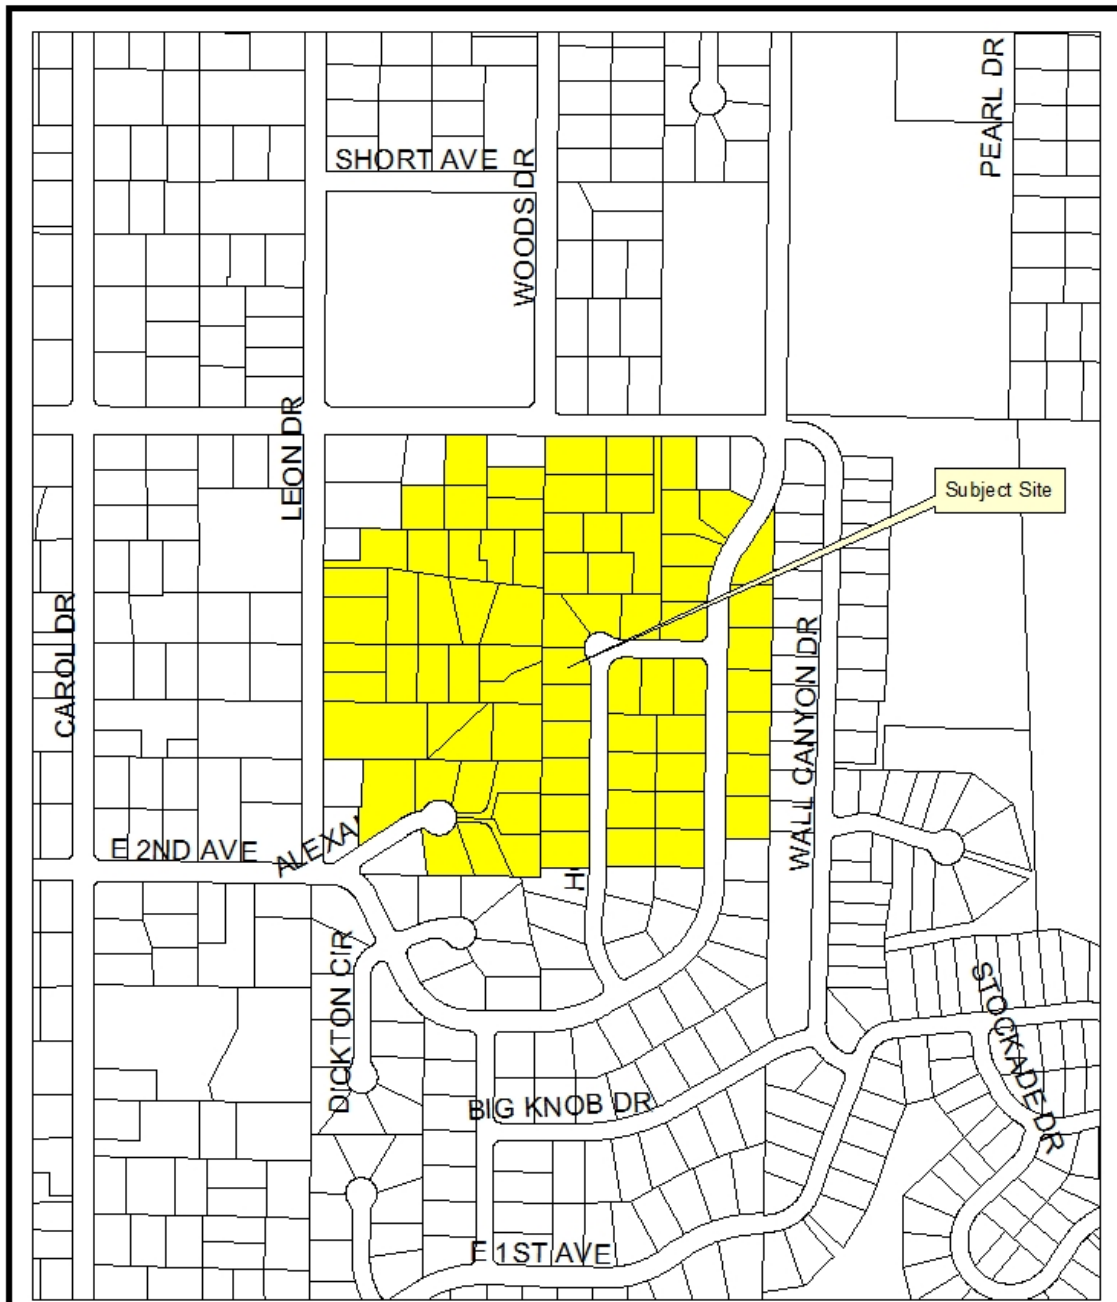 PEARL DR
SHORT AVE
WOODS DR
LEON DR
Subject Site
CAROL DR
WALL CANYON DR
E 2ND AVE
ALEXA
H
DICKTON CIR
STOCKADE DR
BIG KNOB DR
E 1ST AVE